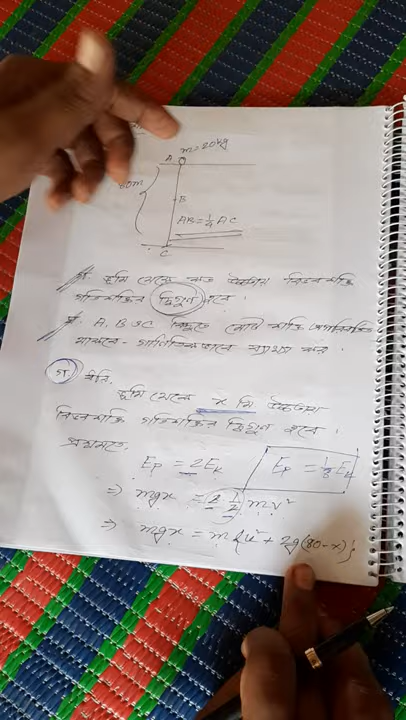 m=20kg
A
80m
B
AB=¼ AC
C
গ. ভূমি থেকে কত উচ্চতায় বিভবশক্তি
গতিশক্তির দ্বিগুণ হবে।
ঘ. A, B ও C বিন্দুতে মোট শক্তি অপরিবর্তিত
থাকবে- গাণিতিকভাবে ব্যাখ্যা কর.
গ ধরি.
ভূমি থেকে x মি উচ্চতায়
বিভবশক্তি গতিশক্তির দ্বিগুণ হবে।
প্রশ্নমতে,
Ep = 2Ek
Ep = ⅓ Ek
⇒ mgx = 2 ½ mv²
⇒ mgx = m{u² + 2g(80-x)}